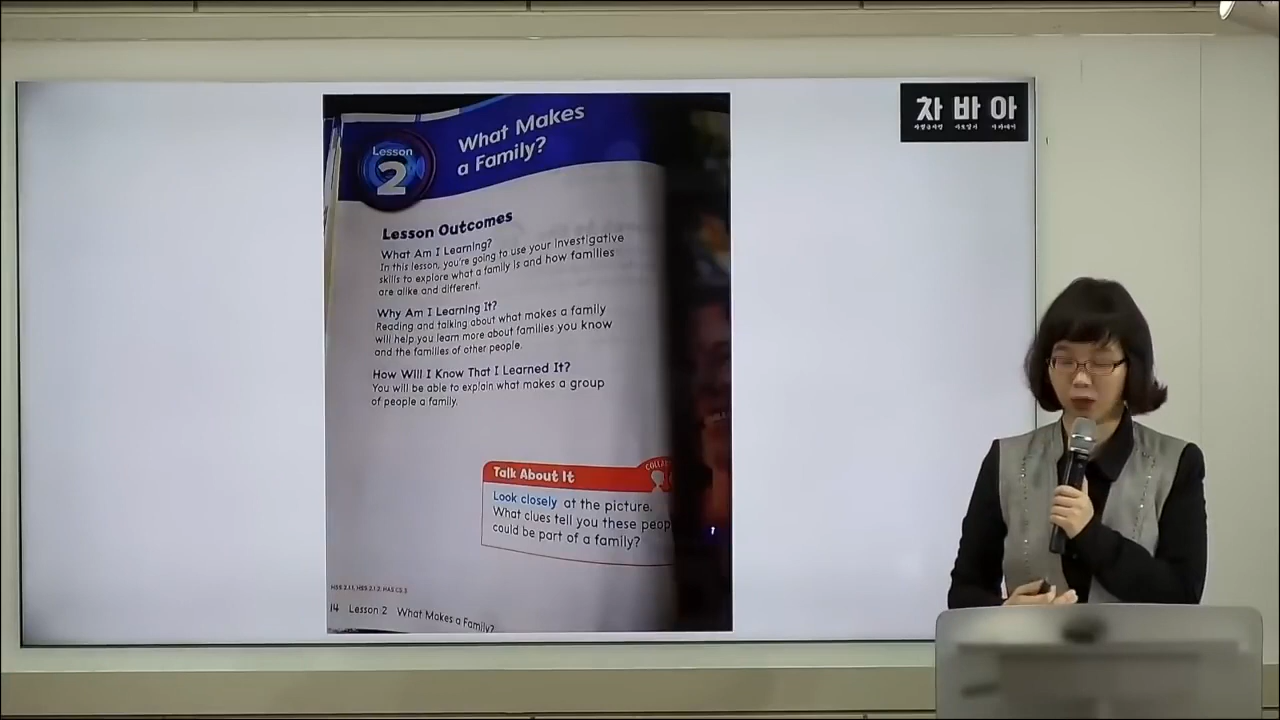 차 바 아
Lesson
2
What Makes
a Family?
Lesson Outcomes
What Am I Learning?
In this lesson, you're going to use your investigative
skills to explore what a family is and how families
are alike and different.
Why Am I Learning It?
Reading and talking about what makes a family
will help you learn more about families you know
and the families of other people.
How Will I Know That I Learned It?
You will be able to explain what makes a group
of people a family.
Talk About It
Look closely at the picture.
What clues tell you these peop
could be part of a family?
14 Lesson 2 What Makes a Family?